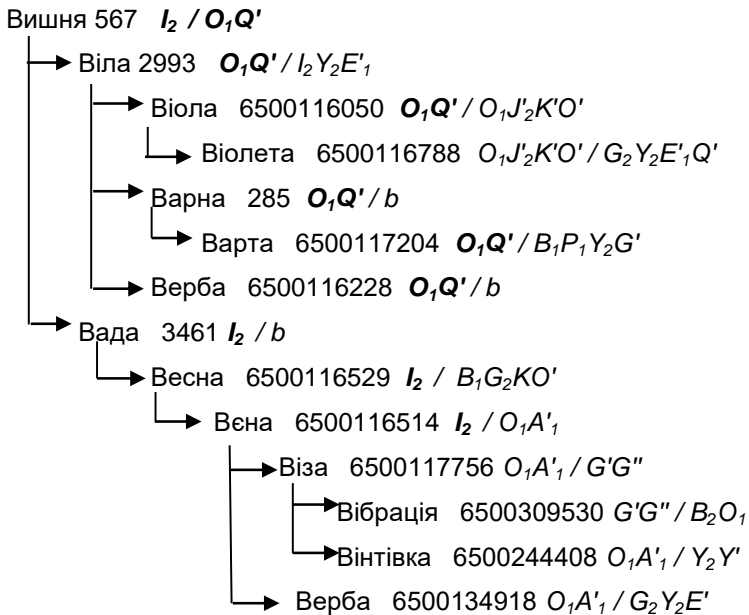 Вишня 567 I₂ / O₁Q'
Віла 2993 O₁Q' / I₂Y₂E'₁
Віола 6500116050 O₁Q' / O₁J'₂K'O'
Віолета 6500116788 O₁J'₂K'O' / G₂Y₂E'₁Q'
Варна 285 O₁Q' / b
Варта 6500117204 O₁Q' / B₁P₁Y₂G'
Верба 6500116228 O₁Q' / b
Вада 3461 I₂ / b
Весна 6500116529 I₂ / B₁G₂KO'
Вєна 6500116514 I₂ / O₁A'₁
Віза 6500117756 O₁A'₁ / G'G"
Вібрація 6500309530 G'G" / B₂O₁
Вінтівка 6500244408 O₁A'₁ / Y₂Y'
Верба 6500134918 O₁A'₁ / G₂Y₂E'